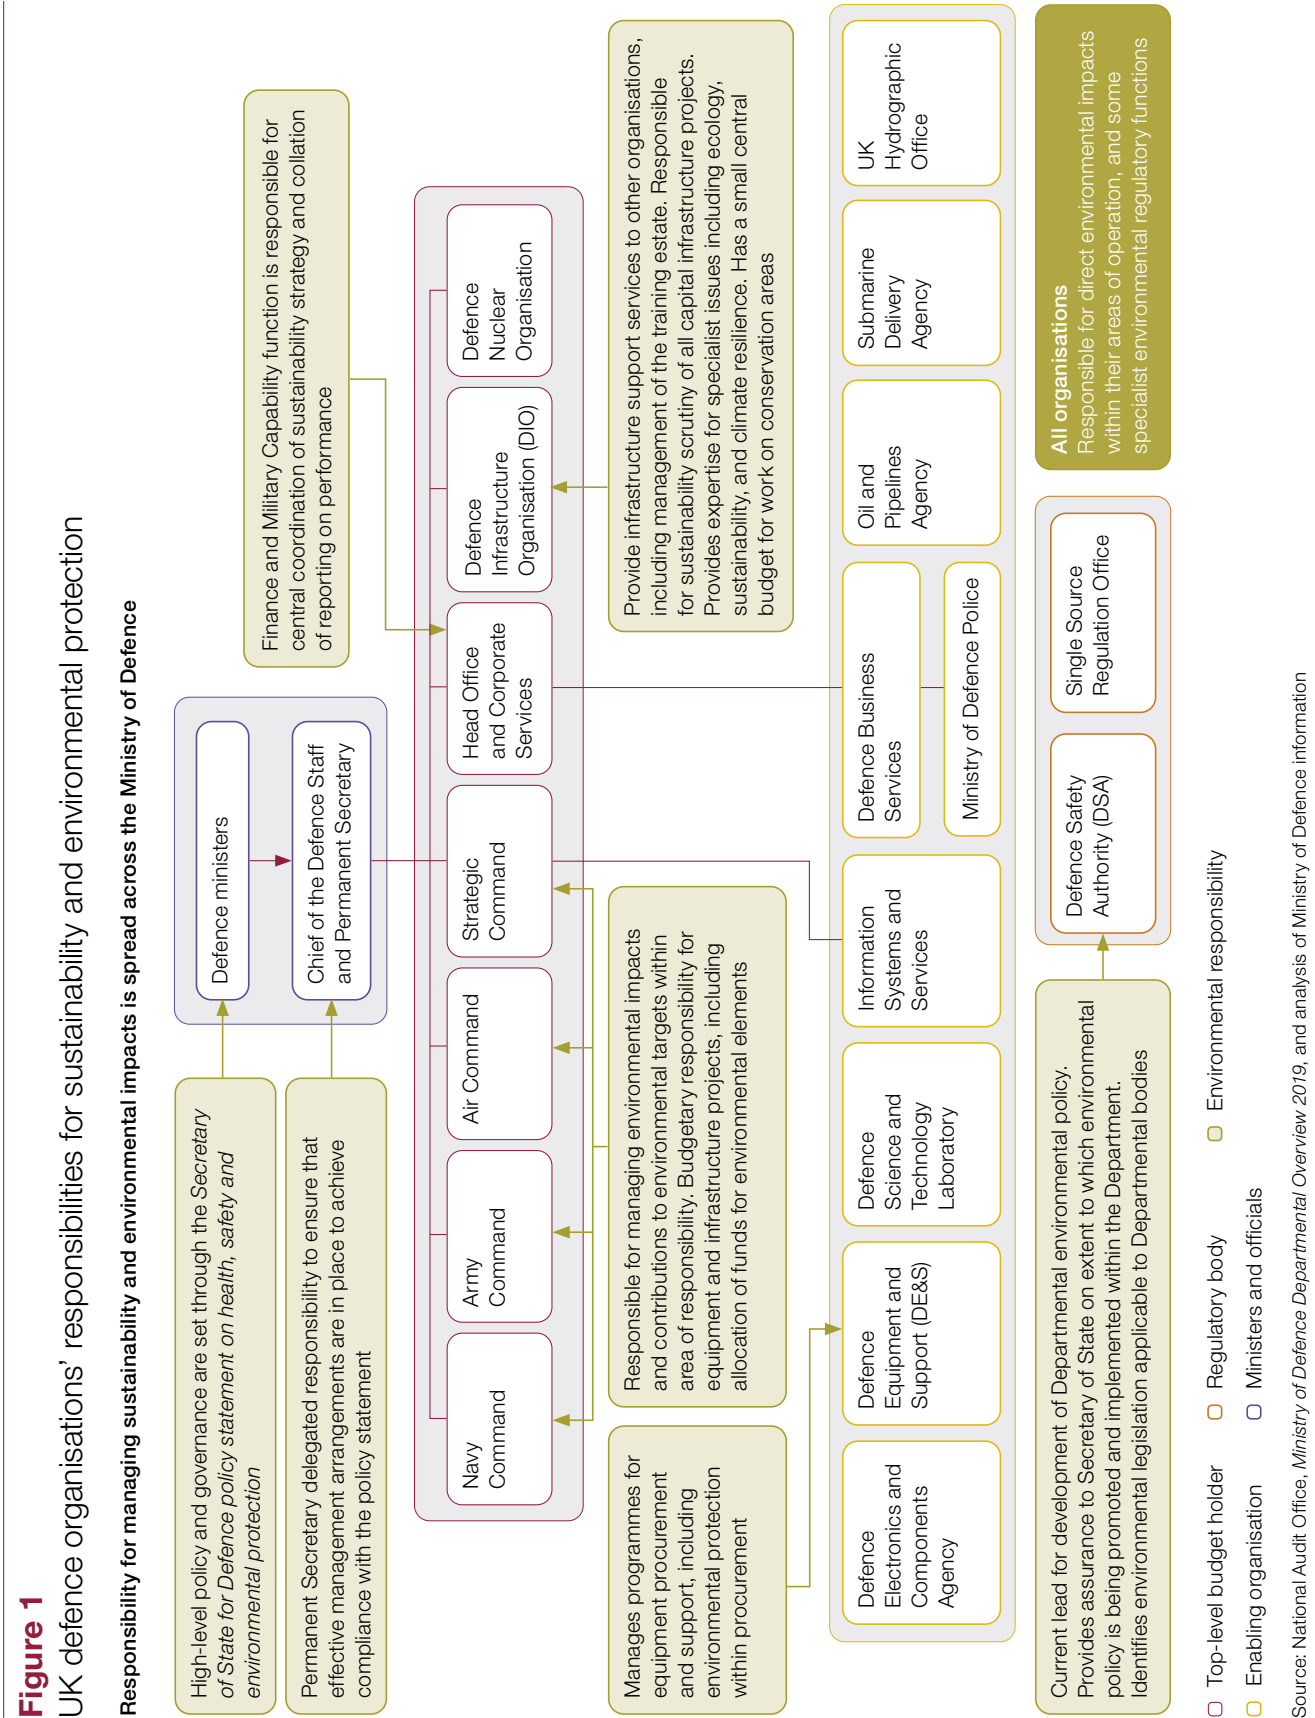 Figure 1
UK defence organisations’ responsibilities for sustainability and environmental protection
Responsibility for managing sustainability and environmental impacts is spread across the Ministry of Defence
High-level policy and governance are set through the Secretary
of State for Defence policy statement on health, safety and
environmental protection
Defence ministers
Permanent Secretary delegated responsibility to ensure that
effective management arrangements are in place to achieve
compliance with the policy statement
Chief of the Defence Staff
and Permanent Secretary
Finance and Military Capability function is responsible for
central coordination of sustainability strategy and collation
of reporting on performance
Navy
Command
Army
Command
Air Command
Strategic
Command
Head Office
and Corporate
Services
Defence
Infrastructure
Organisation (DIO)
Defence
Nuclear
Organisation
Manages programmes for
equipment procurement
and support, including
environmental protection
within procurement
Responsible for managing environmental impacts
and contributions to environmental targets within
area of responsibility. Budgetary responsibility for
equipment and infrastructure projects, including
allocation of funds for environmental elements
Provide infrastructure support services to other organisations,
including management of the training estate. Responsible
for sustainability scrutiny of all capital infrastructure projects.
Provides expertise for specialist issues including ecology,
sustainability, and climate resilience. Has a small central
budget for work on conservation areas
Defence
Electronics and
Components
Agency
Defence
Equipment and
Support (DE&S)
Defence
Science and
Technology
Laboratory
Information
Systems and
Services
Defence Business
Services
Ministry of Defence Police
Oil and
Pipelines
Agency
Submarine
Delivery
Agency
UK
Hydrographic
Office
Current lead for development of Departmental environmental policy.
Provides assurance to Secretary of State on extent to which environmental
policy is being promoted and implemented within the Department.
Identifies environmental legislation applicable to Departmental bodies
Defence Safety
Authority (DSA)
Single Source
Regulation Office
All organisations
Responsible for direct environmental impacts
within their areas of operation, and some
specialist environmental regulatory functions
Top-level budget holder
Regulatory body
Environmental responsibility
Enabling organisation
Ministers and officials
Source: National Audit Office, Ministry of Defence Departmental Overview 2019, and analysis of Ministry of Defence information